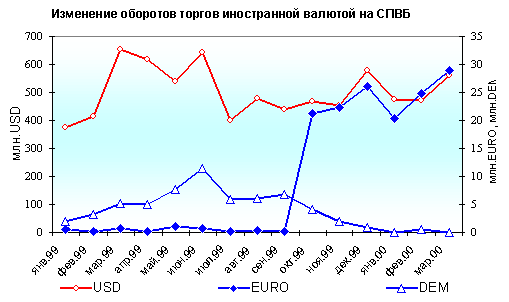 Изменение оборотов торгов иностранной валютой на СПВБ
700
600
500
400
300
200
100
0
млн.USD
35
30
25
20
15
10
5
0
млн.EURO, млн.DEM
янв.99
фев.99
мар.99
апр.99
май.99
июн.99
июл.99
авг.99
сен.99
окт.99
ноя.99
дек.99
янв.00
фев.00
мар.00
USD
EURO
DEM